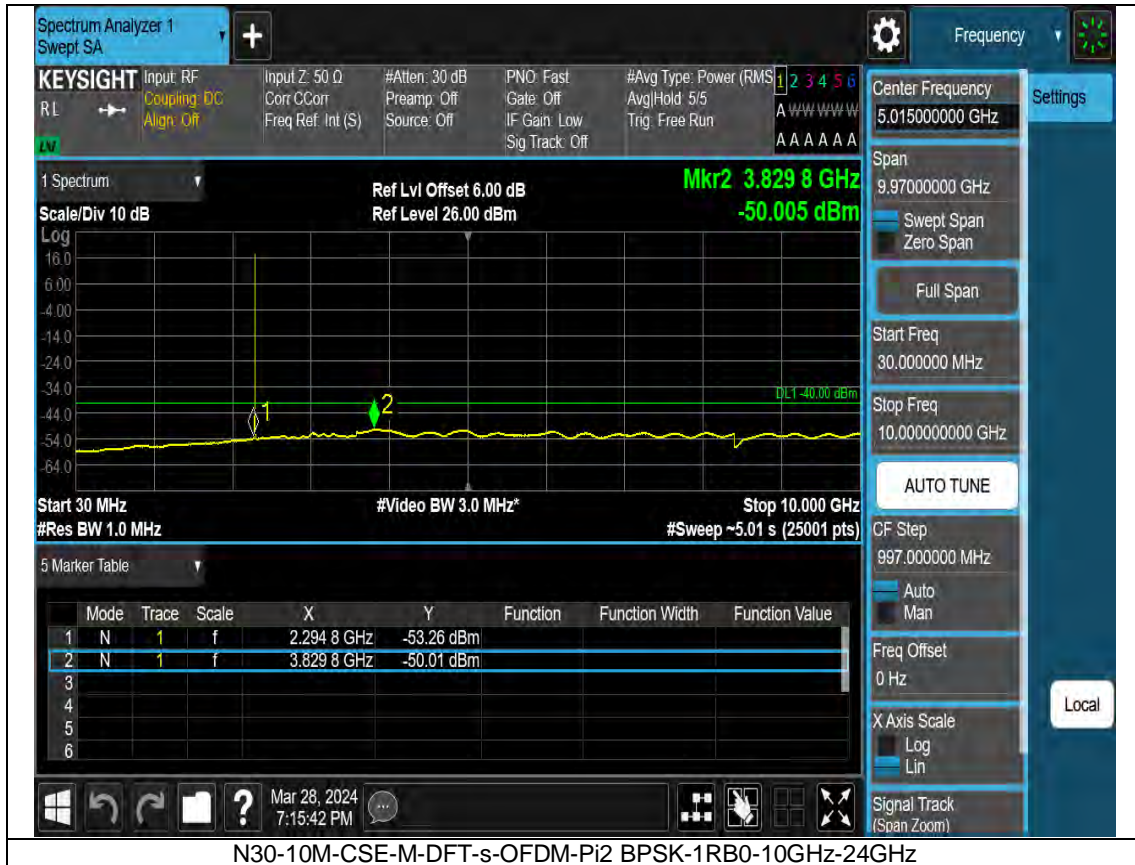 Spectrum Analyzer 1
Swept SA
+
Frequency
KEYSIGHT Input: RF Input Z: 50 Ω #Atten: 30 dB PNO: Fast #Avg Type: Power (RMS 1 2 3 4 5 6
RL Coupling: DC Corr CCorr Preamp: Off Gate: Off Avg|Hold: 5/5 A W W W W W
Align: Off Freq Ref: Int (S) Source: Off IF Gain: Low Trig: Free Run
Sig Track: Off A A A A A A
Center Frequency
5.015000000 GHz
Settings
1 Spectrum
Ref Lvl Offset 6.00 dB
Mkr2 3.829 8 GHz
Scale/Div 10 dB
Ref Level 26.00 dBm
-50.005 dBm
Log
16.0
6.00
-4.00
-14.0
-24.0
-34.0
-44.0
-54.0
-64.0
1
2
DL1 -40.00 dBm
Start 30 MHz #Video BW 3.0 MHz* Stop 10.000 GHz
#Res BW 1.0 MHz #Sweep ~5.01 s (25001 pts)
Span
9.97000000 GHz
Swept Span
Zero Span
Full Span
Start Freq
30.000000 MHz
Stop Freq
10.000000000 GHz
AUTO TUNE
CF Step
997.000000 MHz
Auto
Man
Freq Offset
0 Hz
X Axis Scale
Log
Lin
Signal Track
(Span Zoom)
Local
5 Marker Table
Mode Trace Scale X Y Function Function Width Function Value
1 N 1 f 2.294 8 GHz -53.26 dBm
2 N 1 f 3.829 8 GHz -50.01 dBm
3
4
5
6
? Mar 28, 2024
7:15:42 PM
N30-10M-CSE-M-DFT-s-OFDM-Pi2 BPSK-1RB0-10GHz-24GHz